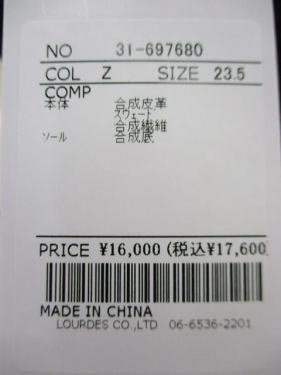 NO 31-697680
COL Z SIZE 23.5
COMP
本体 合成皮革
スウェード
合成繊維
ソール 合成底
PRICE ¥16,000 (税込¥17,600)
MADE IN CHINA
LOURDES CO.,LTD 06-6536-2201